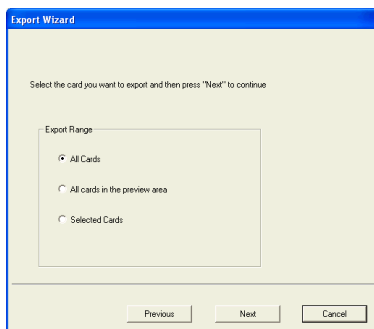 Export Wizard
Select the card you want to export and then press "Next" to continue
Export Range
All Cards
All cards in the preview area
Selected Cards
Previous Next Cancel